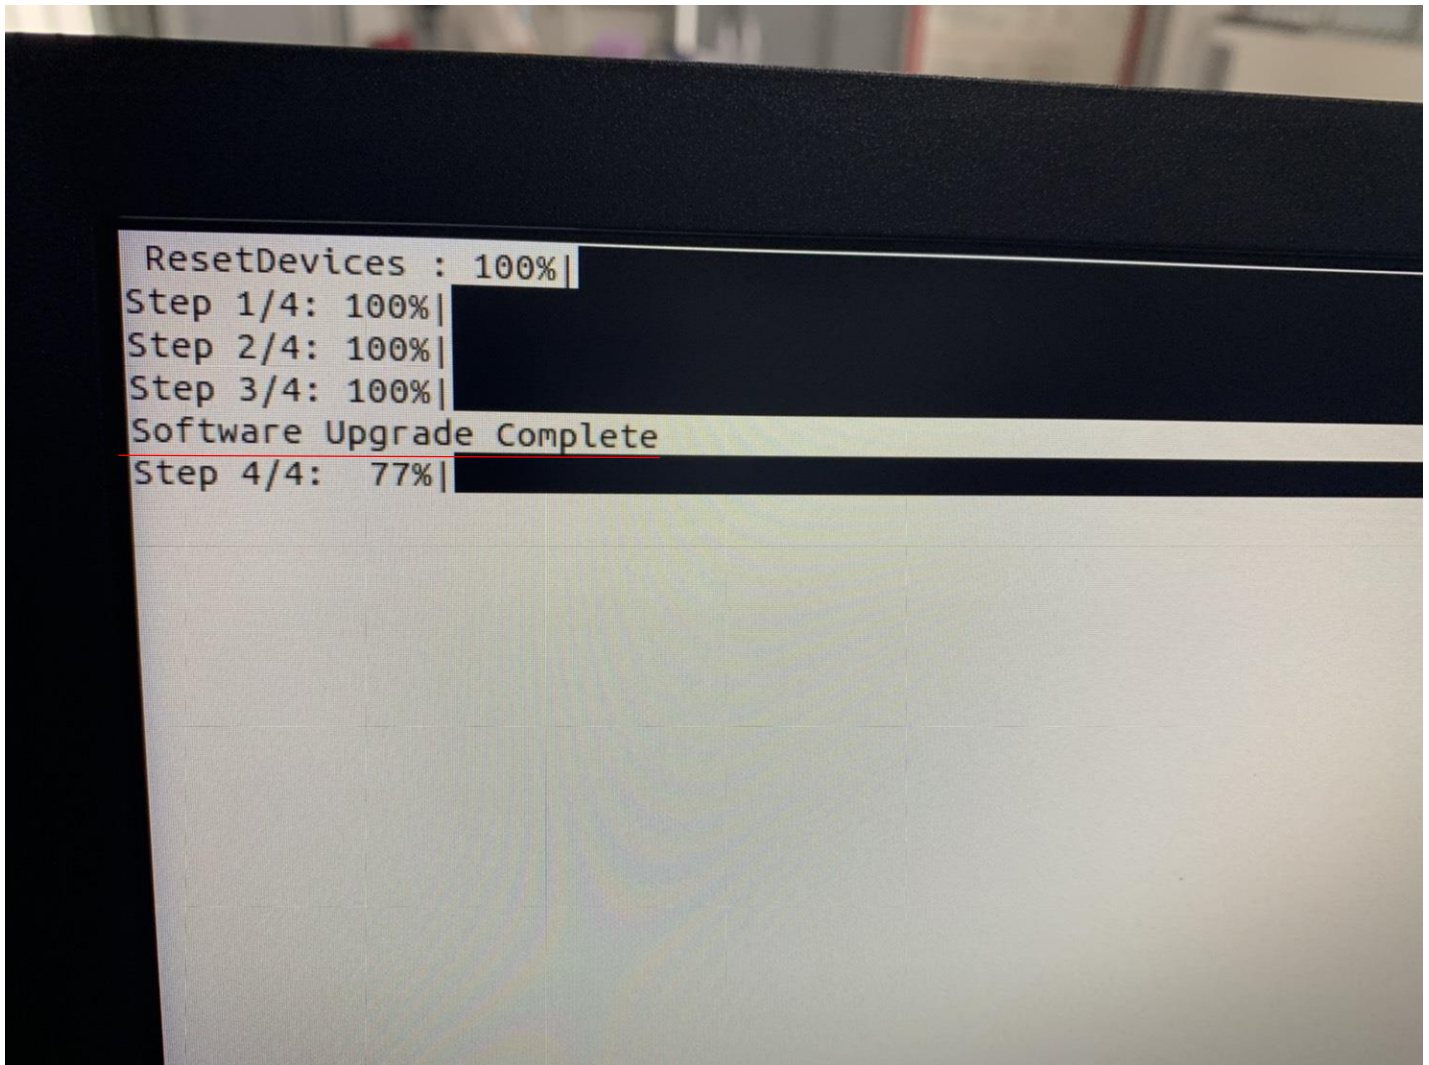 ResetDevices : 100%|
Step 1/4: 100%|
Step 2/4: 100%|
Step 3/4: 100%|
Software Upgrade Complete
Step 4/4:  77%|